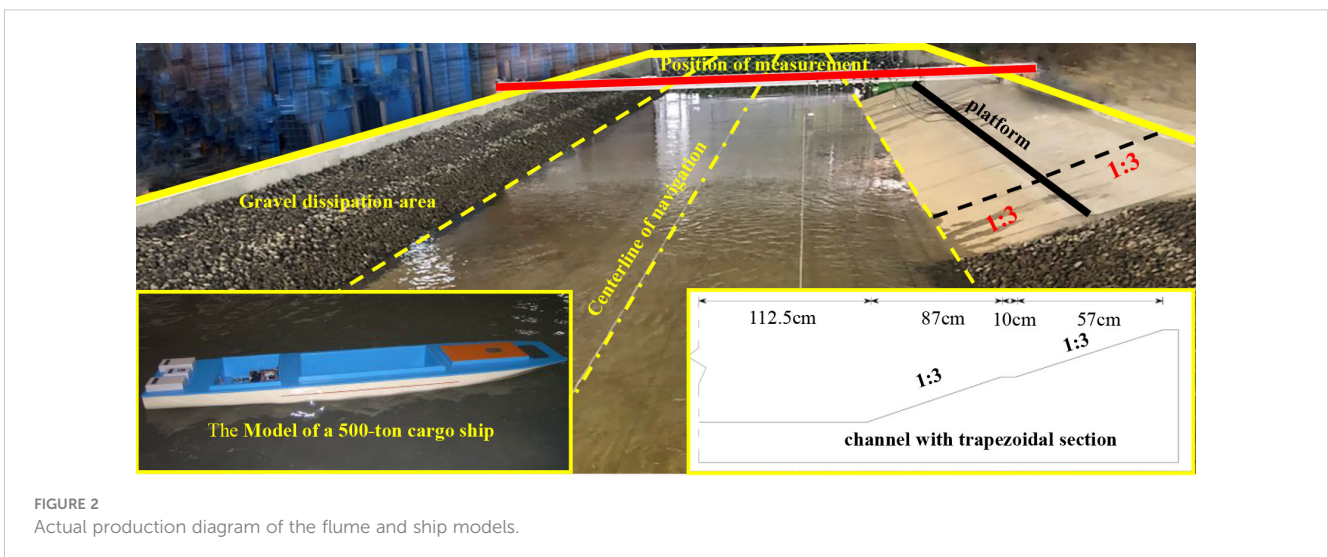 Position of measurement
platform
1:3
1:3
Gravel dissipation area
Centerline of navigation
The Model of a 500-ton cargo ship
112.5cm 87cm 10cm 57cm
1:3
1:3
channel with trapezoidal section
FIGURE 2
Actual production diagram of the flume and ship models.